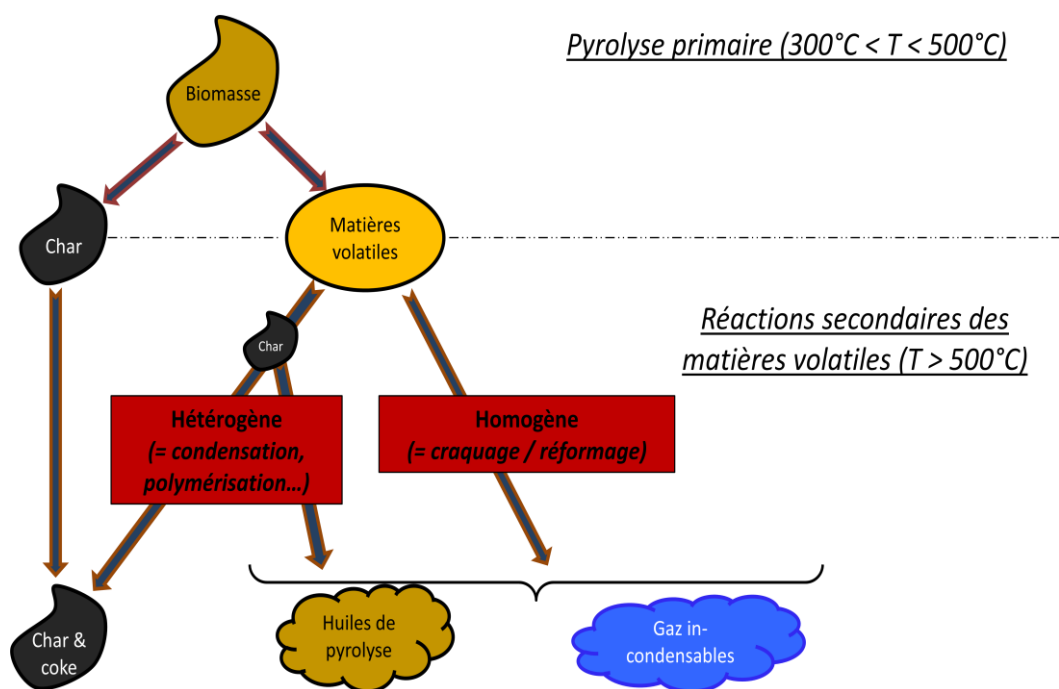 Pyrolyse primaire (300°C < T < 500°C)
Biomasse
Char
Matières
volatiles
Réactions secondaires des
matières volatiles (T > 500°C)
Char
Hétérogène
(= condensation,
polymérisation…)
Homogène
(= craquage / réformage)
Char &
coke
Huiles de
pyrolyse
Gaz in-
condensables